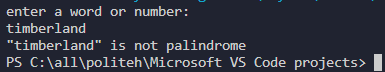 enter a word or number:
timberland
"timberland" is not palindrome
PS C:\all\politeh\Microsoft VS Code projects>